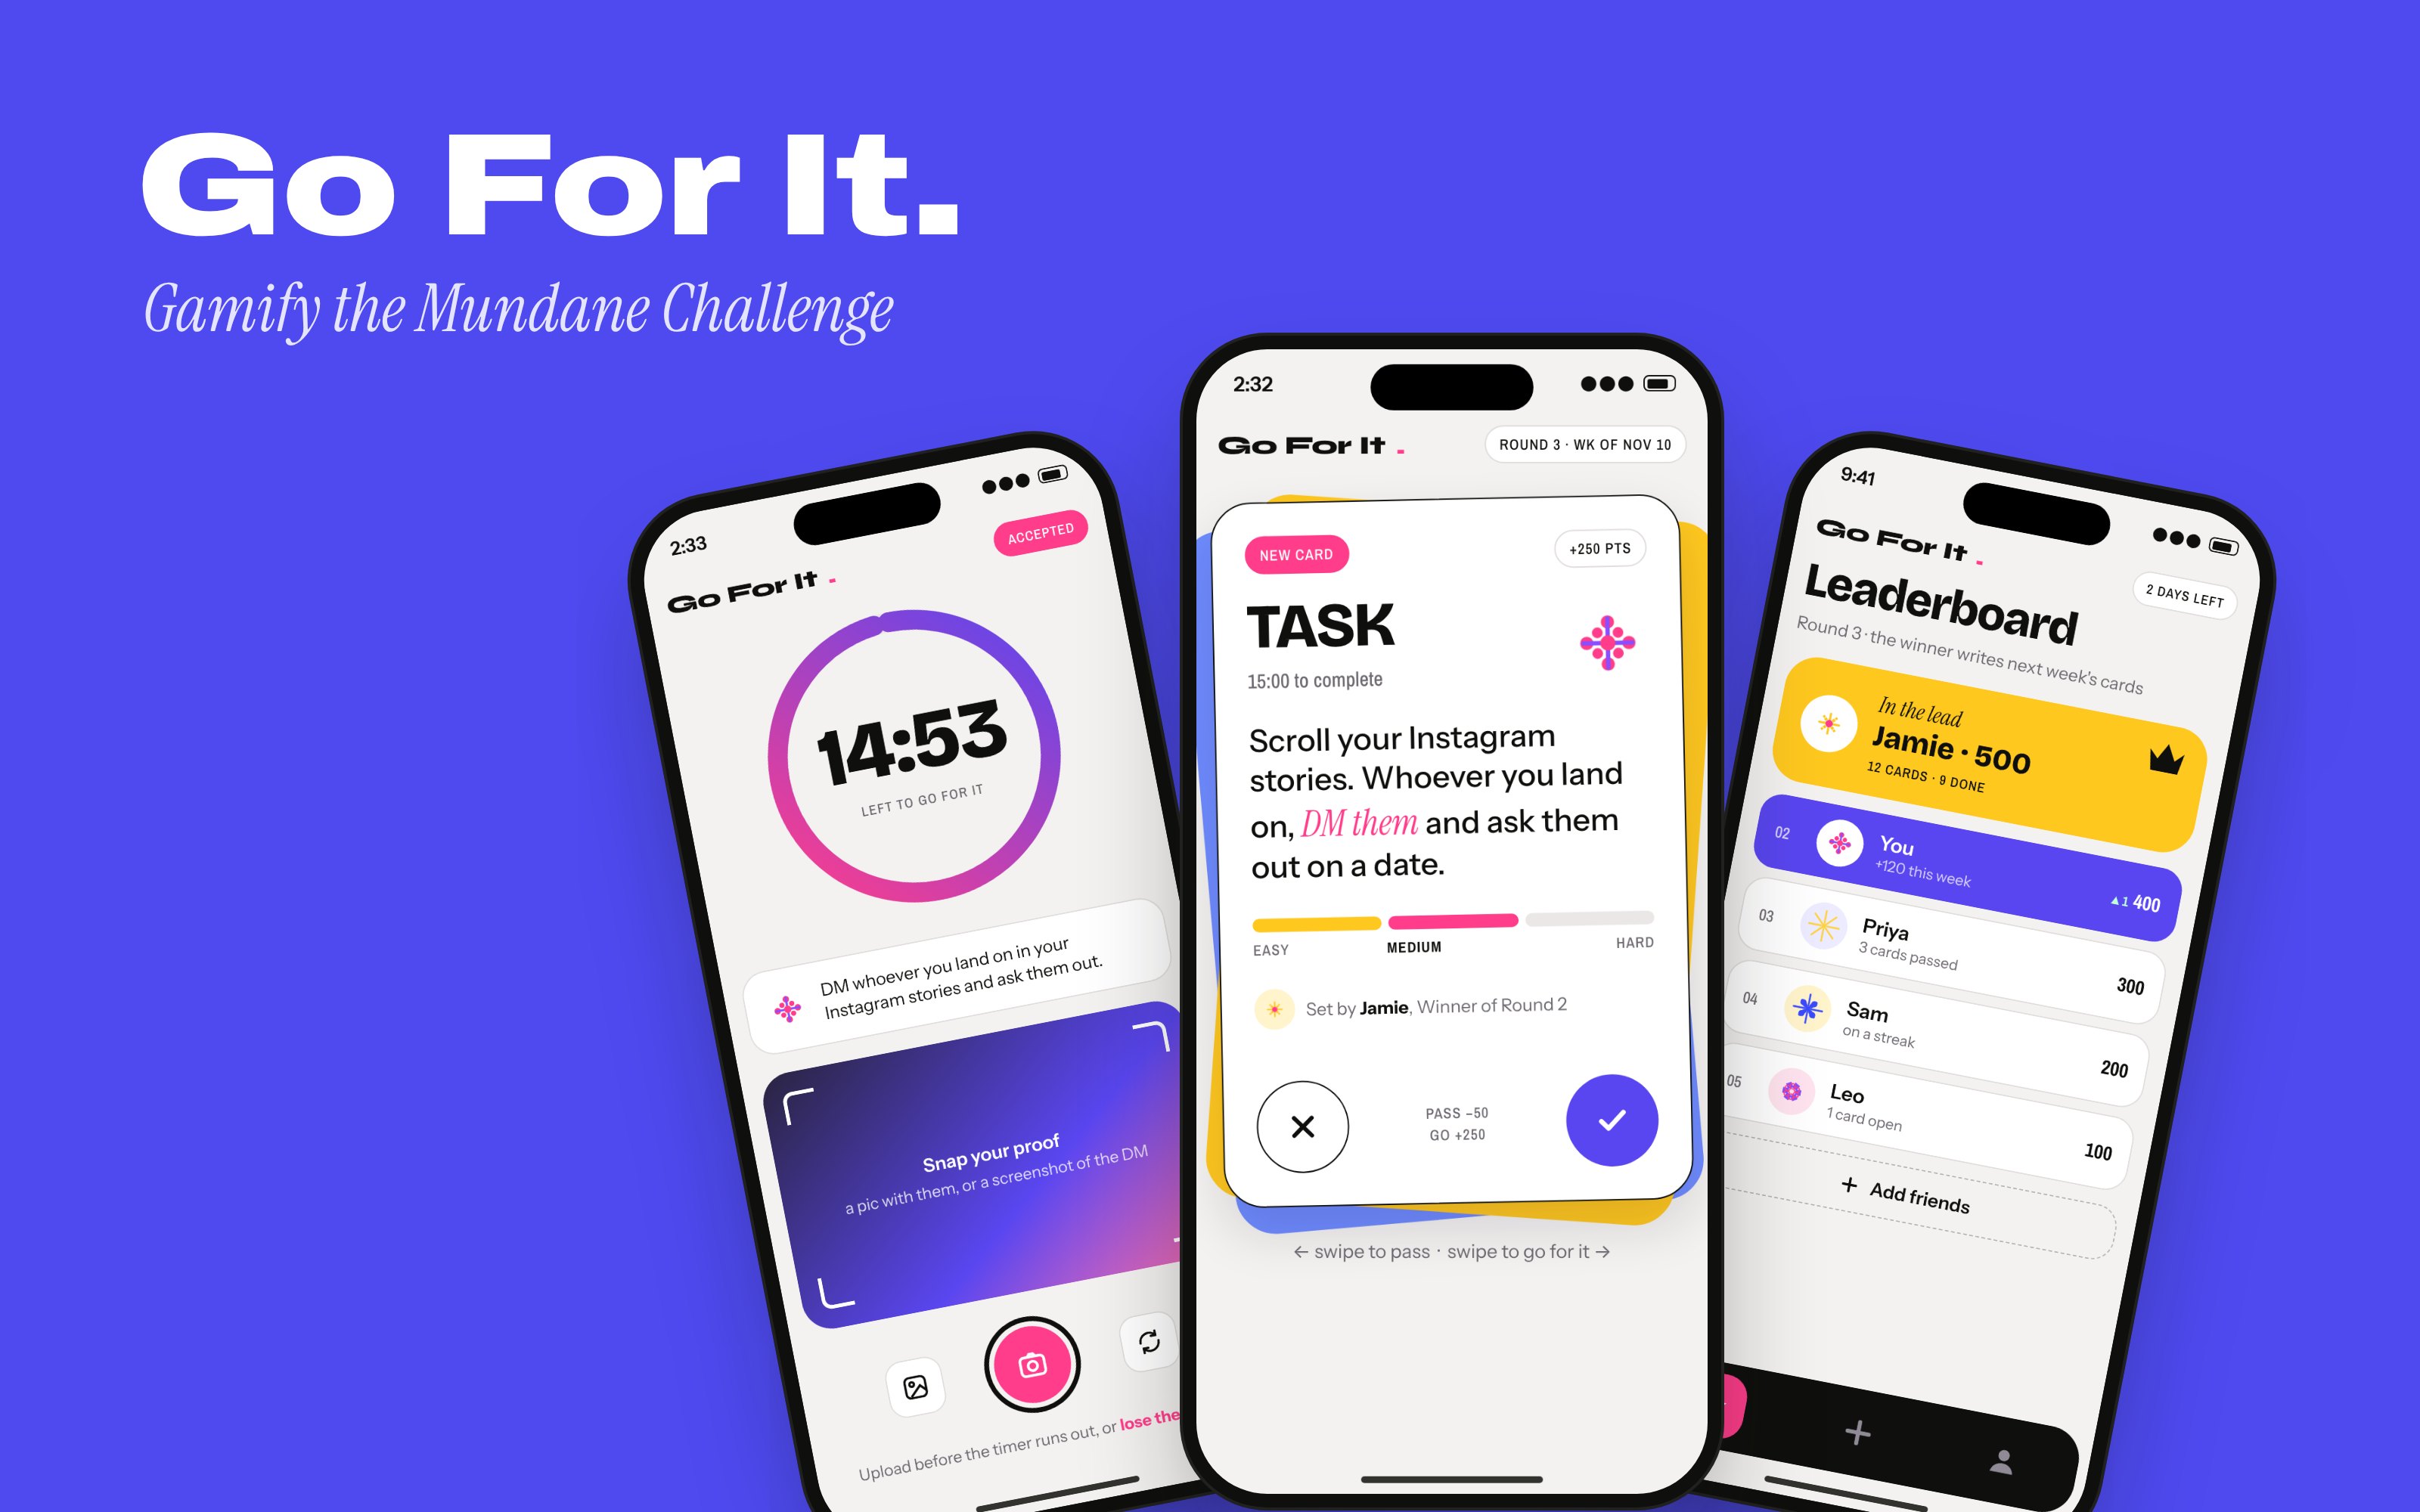 Go For It.
Gamify the Mundane Challenge
2:33
ACCEPTED
Go For It .
14:53
LEFT TO GO FOR IT
DM whoever you land on in your
Instagram stories and ask them out.
Snap your proof
a pic with them, or a screenshot of the DM
Upload before the timer runs out, or lose the
2:32
Go For It .
ROUND 3 · WK OF NOV 10
NEW CARD
+250 PTS
TASK
15:00 to complete
Scroll your Instagram
stories. Whoever you land
on, DM them and ask them
out on a date.
EASY
MEDIUM
HARD
Set by Jamie, Winner of Round 2
PASS −50
GO +250
← swipe to pass · swipe to go for it →
9:41
Go For It .
Leaderboard
2 DAYS LEFT
Round 3 · the winner writes next week's cards
In the lead
Jamie · 500
12 CARDS · 9 DONE
02
You
+120 this week
▲1 400
03
Priya
3 cards passed
300
04
Sam
on a streak
200
05
Leo
1 card open
100
+ Add friends